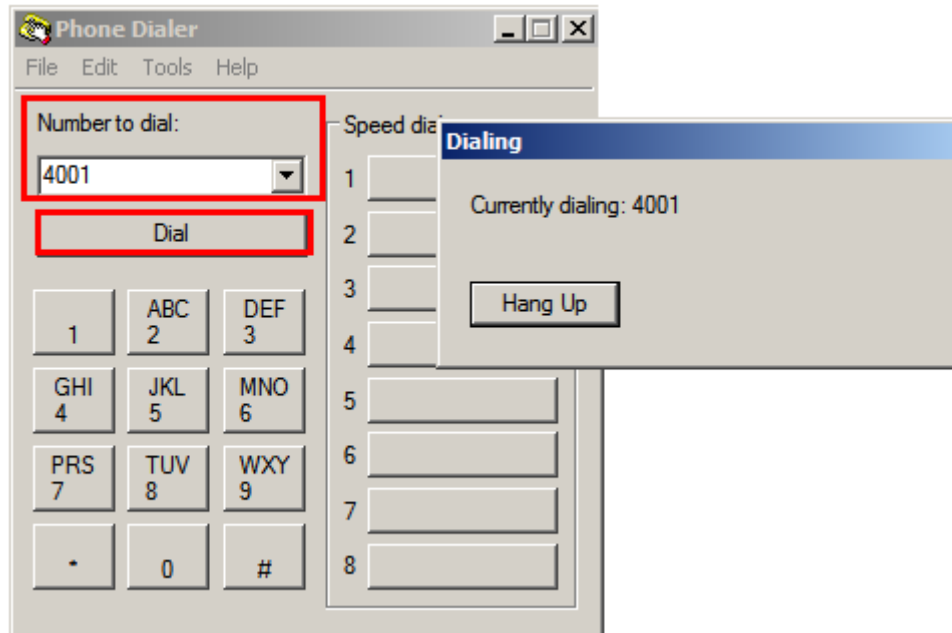 Phone Dialer
File Edit Tools Help
Number to dial:
4001
Dial
1
ABC
2
DEF
3
GHI
4
JKL
5
MNO
6
PRS
7
TUV
8
WXY
9
*
0
#
Speed dia
1
2
3
4
5
6
7
8
Dialing
Currently dialing: 4001
Hang Up